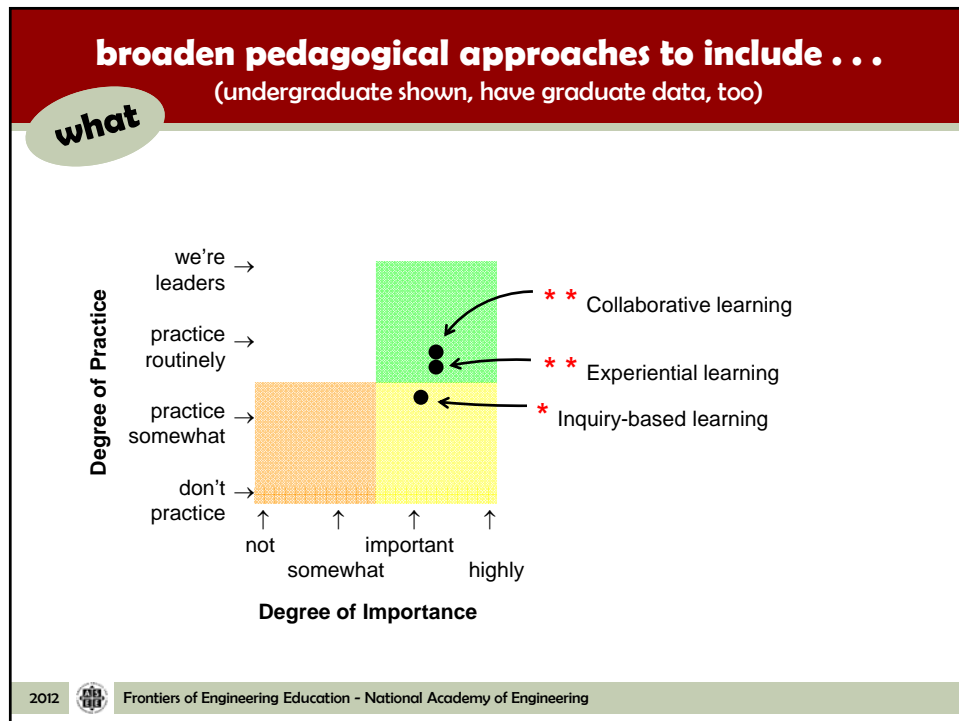 broaden pedagogical approaches to include . . .
(undergraduate shown, have graduate data, too)
what
Degree of Practice
we're
leaders →
practice
routinely →
practice
somewhat →
don't
practice →
* * Collaborative learning
* * Experiential learning
* Inquiry-based learning
↑ ↑ ↑ ↑
not important
somewhat highly
Degree of Importance
2012 ASEE Frontiers of Engineering Education - National Academy of Engineering